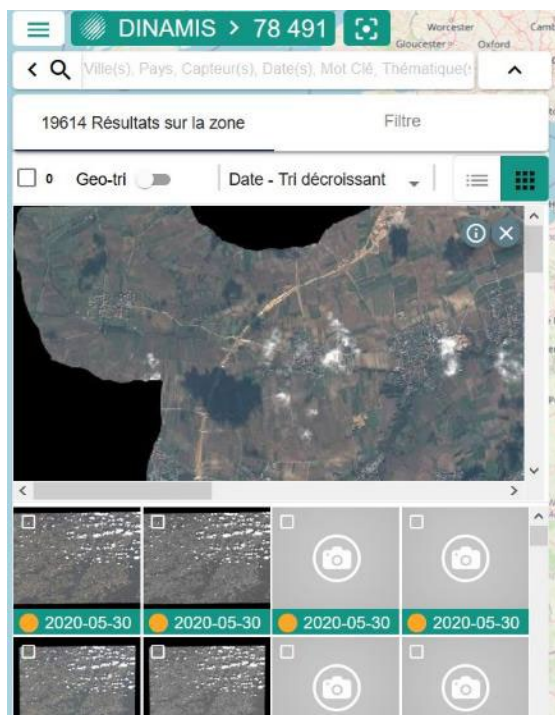 DINAMIS > 78 491
Worcester
Gloucester
Oxford
Ville(s), Pays, Capteur(s), Date(s), Mot Clé, Thématique(
19614 Résultats sur la zone
Filtre
0
Geo-tri
Date - Tri décroissant
2020-05-30
2020-05-30
2020-05-30
2020-05-30